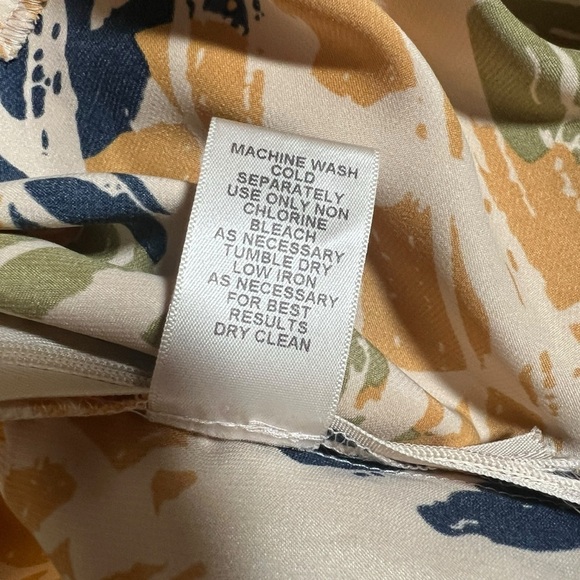 MACHINE WASH
COLD
SEPARATELY
USE ONLY NON
CHLORINE
BLEACH
AS NECESSARY
TUMBLE DRY
LOW IRON
AS NECESSARY
FOR BEST
RESULTS
DRY CLEAN